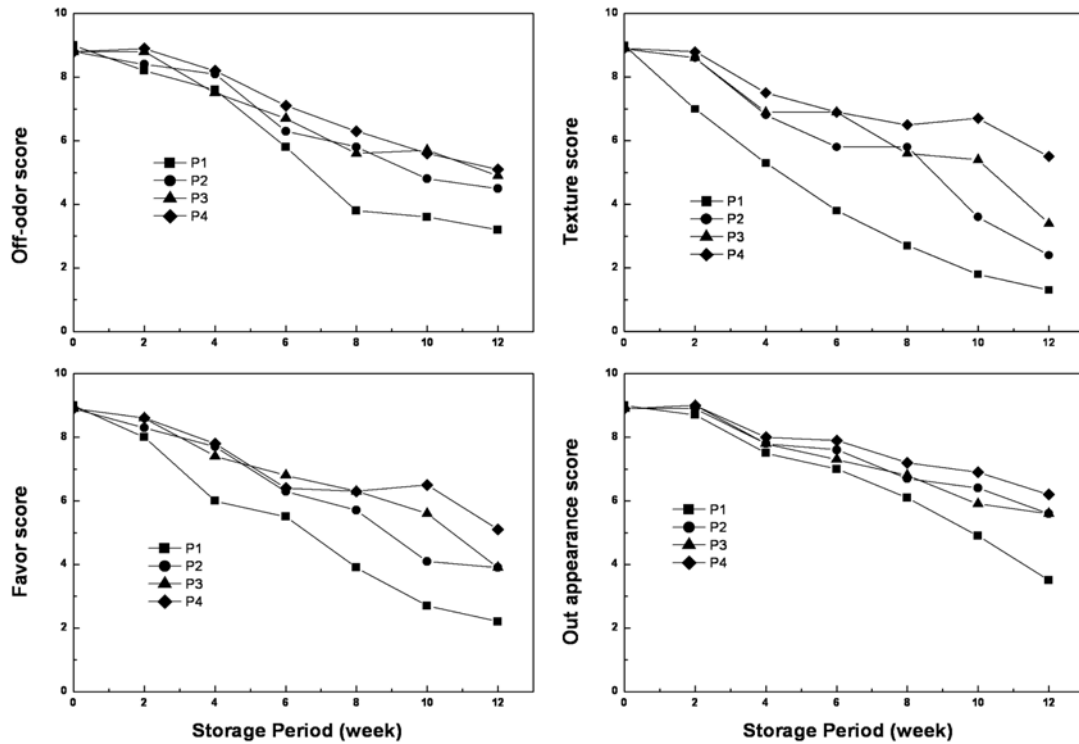 Off-odor score
10
8
6
4
2
0
P1
P2
P3
P4
0 2 4 6 8 10 12
Texture score
10
8
6
4
2
0
P1
P2
P3
P4
0 2 4 6 8 10 12
Favor score
10
8
6
4
2
0
P1
P2
P3
P4
0 2 4 6 8 10 12
Storage Period (week)
Out appearance score
10
8
6
4
2
0
P1
P2
P3
P4
0 2 4 6 8 10 12
Storage Period (week)